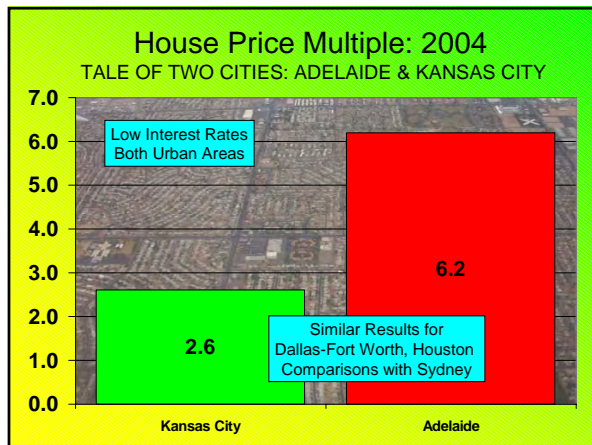 House Price Multiple: 2004
TALE OF TWO CITIES: ADELAIDE & KANSAS CITY
7.0
6.0
5.0
4.0
3.0
2.0
1.0
0.0
Low Interest Rates
Both Urban Areas
6.2
2.6
Similar Results for
Dallas-Fort Worth, Houston
Comparisons with Sydney
Kansas City
Adelaide